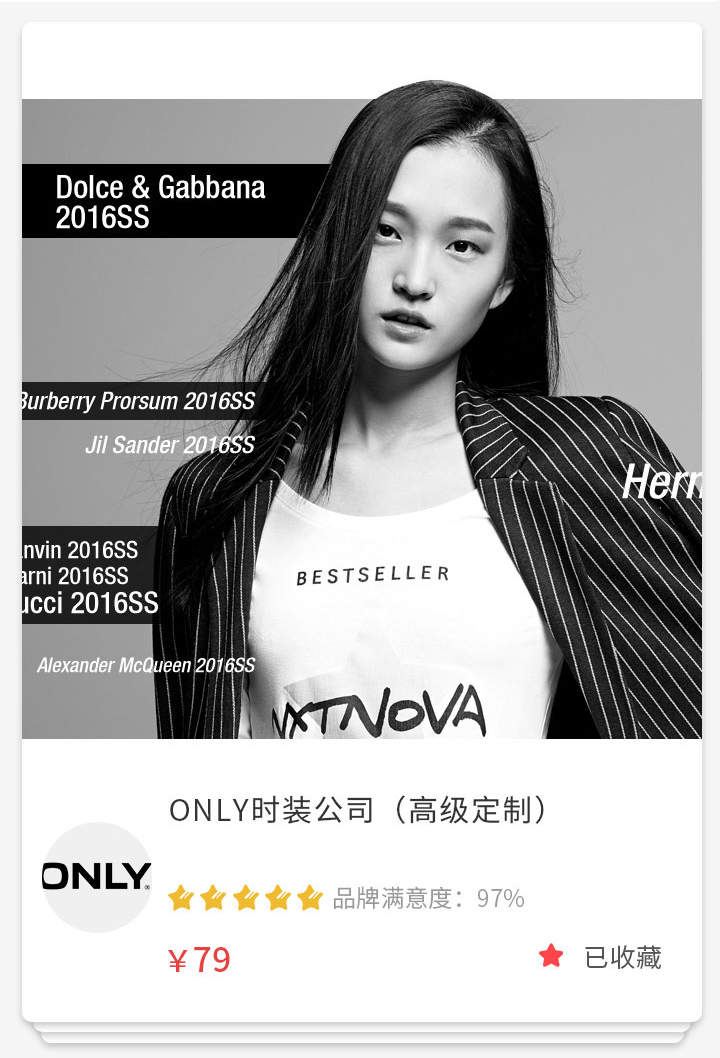 Dolce & Gabbana
2016SS
Burberry Prorsum 2016SS
Jil Sander 2016SS
Herm
anvin 2016SS
arni 2016SS
ucci 2016SS
BESTSELLER
Alexander McQueen 2016SS
NXTNOVA
ONLY时装公司（高级定制）
ONLY
品牌满意度：97%
¥79
已收藏